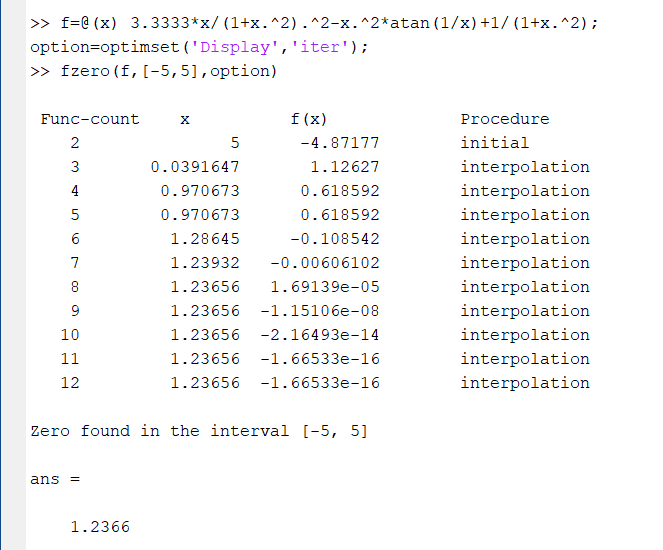 >> f=@(x) 3.3333*x/(1+x.^2).^2-x.^2*atan(1/x)+1/(1+x.^2);
option=optimset('Display','iter');
>> fzero(f,[-5,5],option)
Func-count x f(x) Procedure
2 5 -4.87177 initial
3 0.0391647 1.12627 interpolation
4 0.970673 0.618592 interpolation
5 0.970673 0.618592 interpolation
6 1.28645 -0.108542 interpolation
7 1.23932 -0.00606102 interpolation
8 1.23656 1.69139e-05 interpolation
9 1.23656 -1.15106e-08 interpolation
10 1.23656 -2.16493e-14 interpolation
11 1.23656 -1.66533e-16 interpolation
12 1.23656 -1.66533e-16 interpolation
Zero found in the interval [-5, 5]
ans =
1.2366